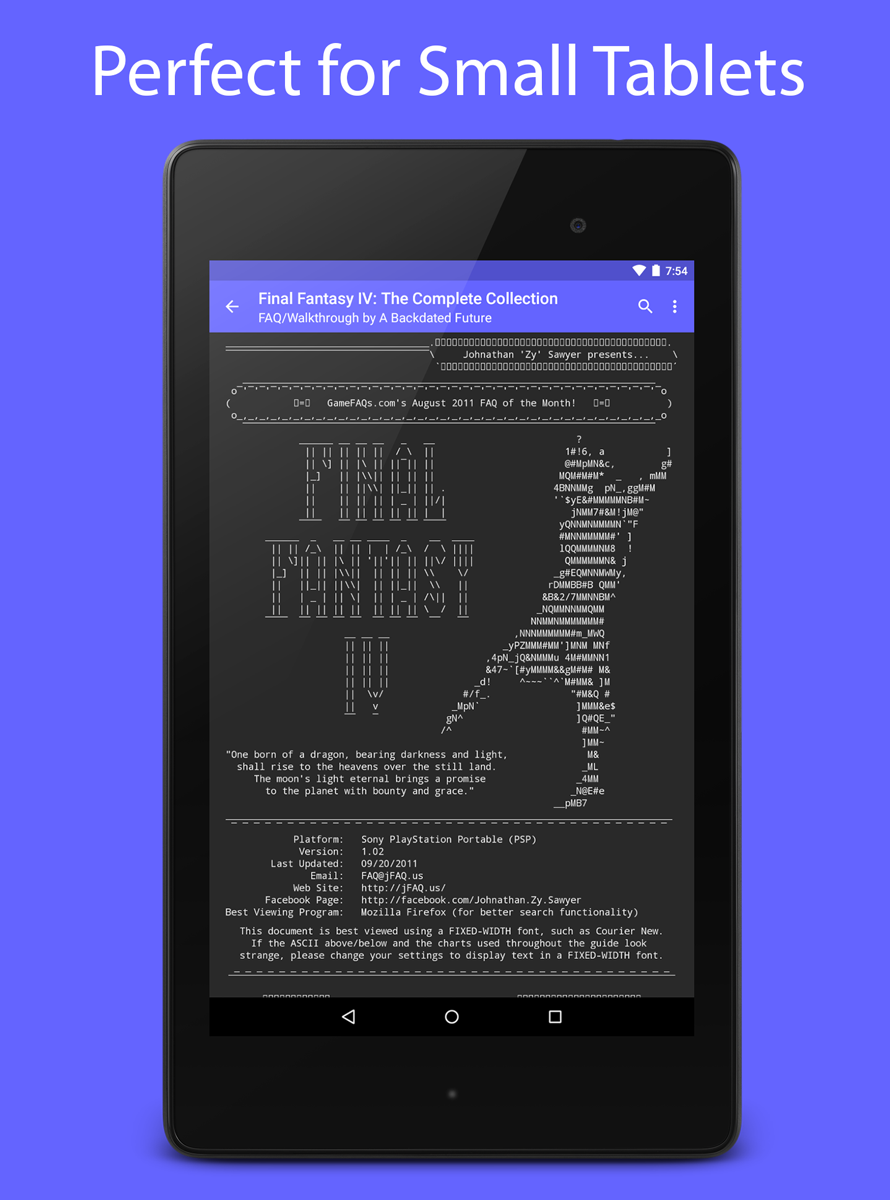 Perfect for Small Tablets
7:54
Final Fantasy IV: The Complete Collection
FAQ/Walkthrough by A Backdated Future
Johnathan 'Zy' Sawyer presents...
GameFAQs.com's August 2011 FAQ of the Month!
FINAL
FANTASY
IV
"One born of a dragon, bearing darkness and light,
shall rise to the heavens over the still land.
The moon's light eternal brings a promise
to the planet with bounty and grace."
Platform: Sony PlayStation Portable (PSP)
Version: 1.02
Last Updated: 09/20/2011
Email: FAQ@jFAQ.us
Web Site: http://jFAQ.us/
Facebook Page: http://facebook.com/Johnathan.Zy.Sawyer
Best Viewing Program: Mozilla Firefox (for better search functionality)
This document is best viewed using a FIXED-WIDTH font, such as Courier New.
If the ASCII above/below and the charts used throughout the guide look
strange, please change your settings to display text in a FIXED-WIDTH font.